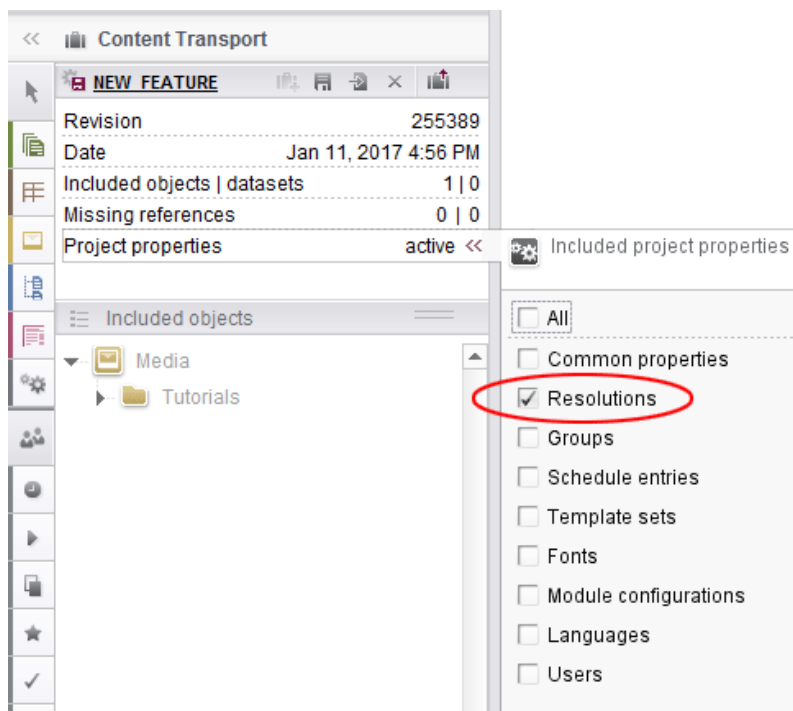 Content Transport
NEW FEATURE
Revision 255389
Date Jan 11, 2017 4:56 PM
Included objects | datasets 1 | 0
Missing references 0 | 0
Project properties active <<
Included project properties
Included objects
Media
Tutorials
All
Common properties
Resolutions
Groups
Schedule entries
Template sets
Fonts
Module configurations
Languages
Users